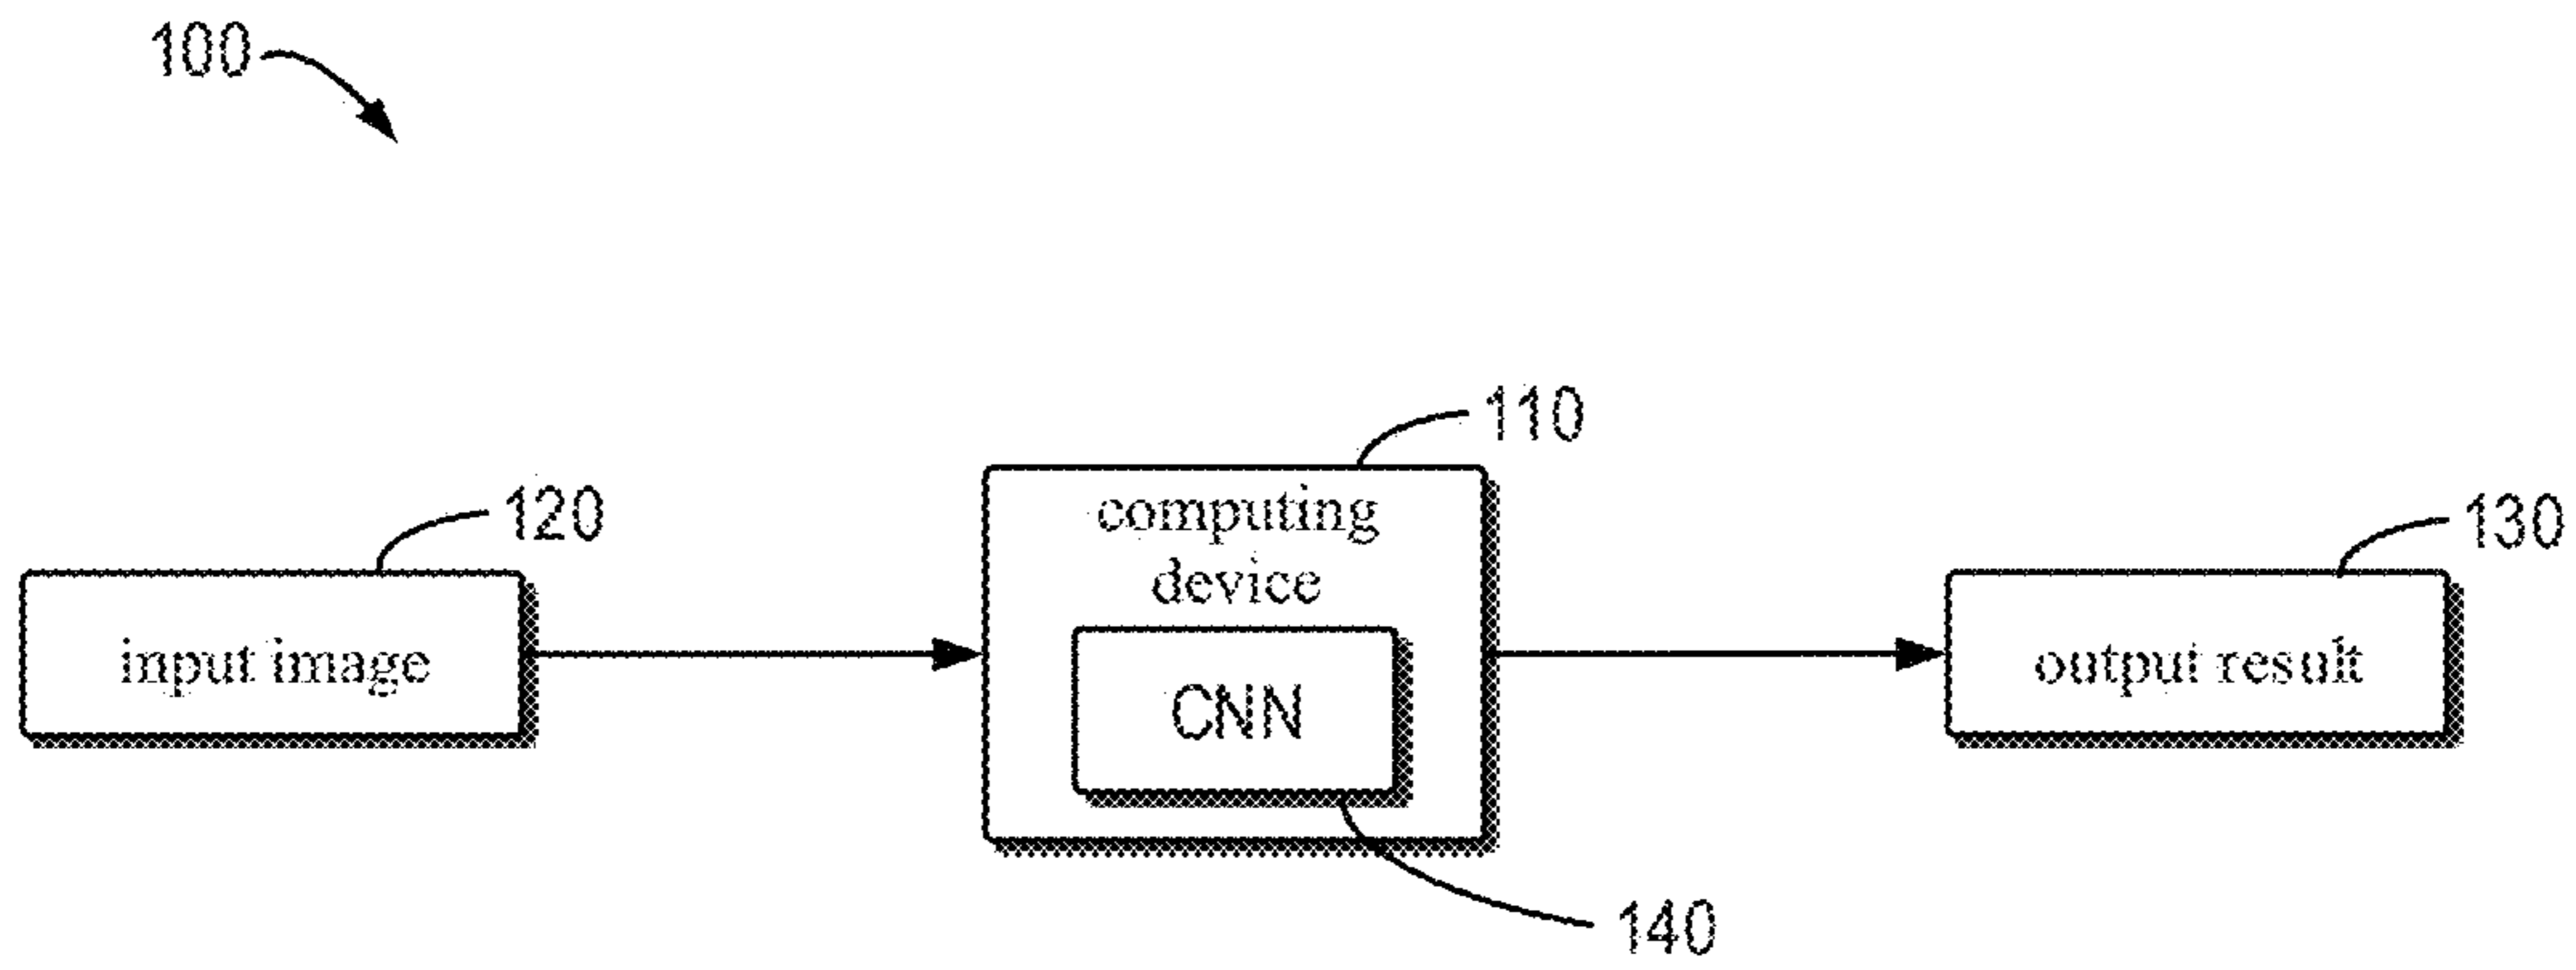 100
110
120
130
computing
device
input image
CNN
output result
140